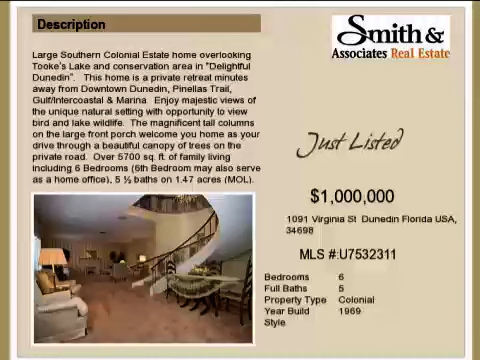 Description
Large Southern Colonial Estate home overlooking
Tooke's Lake and conservation area in "Delightful
Dunedin". This home is a private retreat minutes
away from Downtown Dunedin, Pinellas Trail,
Gulf/Intercoastal & Marina. Enjoy majestic views of
the unique natural setting with opportunity to view
bird and lake wildlife. The magnificent tall columns
on the large front porch welcome you home as your
drive through a beautiful canopy of trees on the
private road. Over 5700 sq. ft. of family living
including 6 Bedrooms (6th Bedroom may also serve
as a home office), 5 ½ baths on 1.47 acres (MOL).
Smith &
Associates Real Estate
Just Listed
$1,000,000
1091 Virginia St Dunedin Florida USA,
34698
MLS #:U7532311
Bedrooms 6
Full Baths 5
Property Type Colonial
Year Build 1969
Style